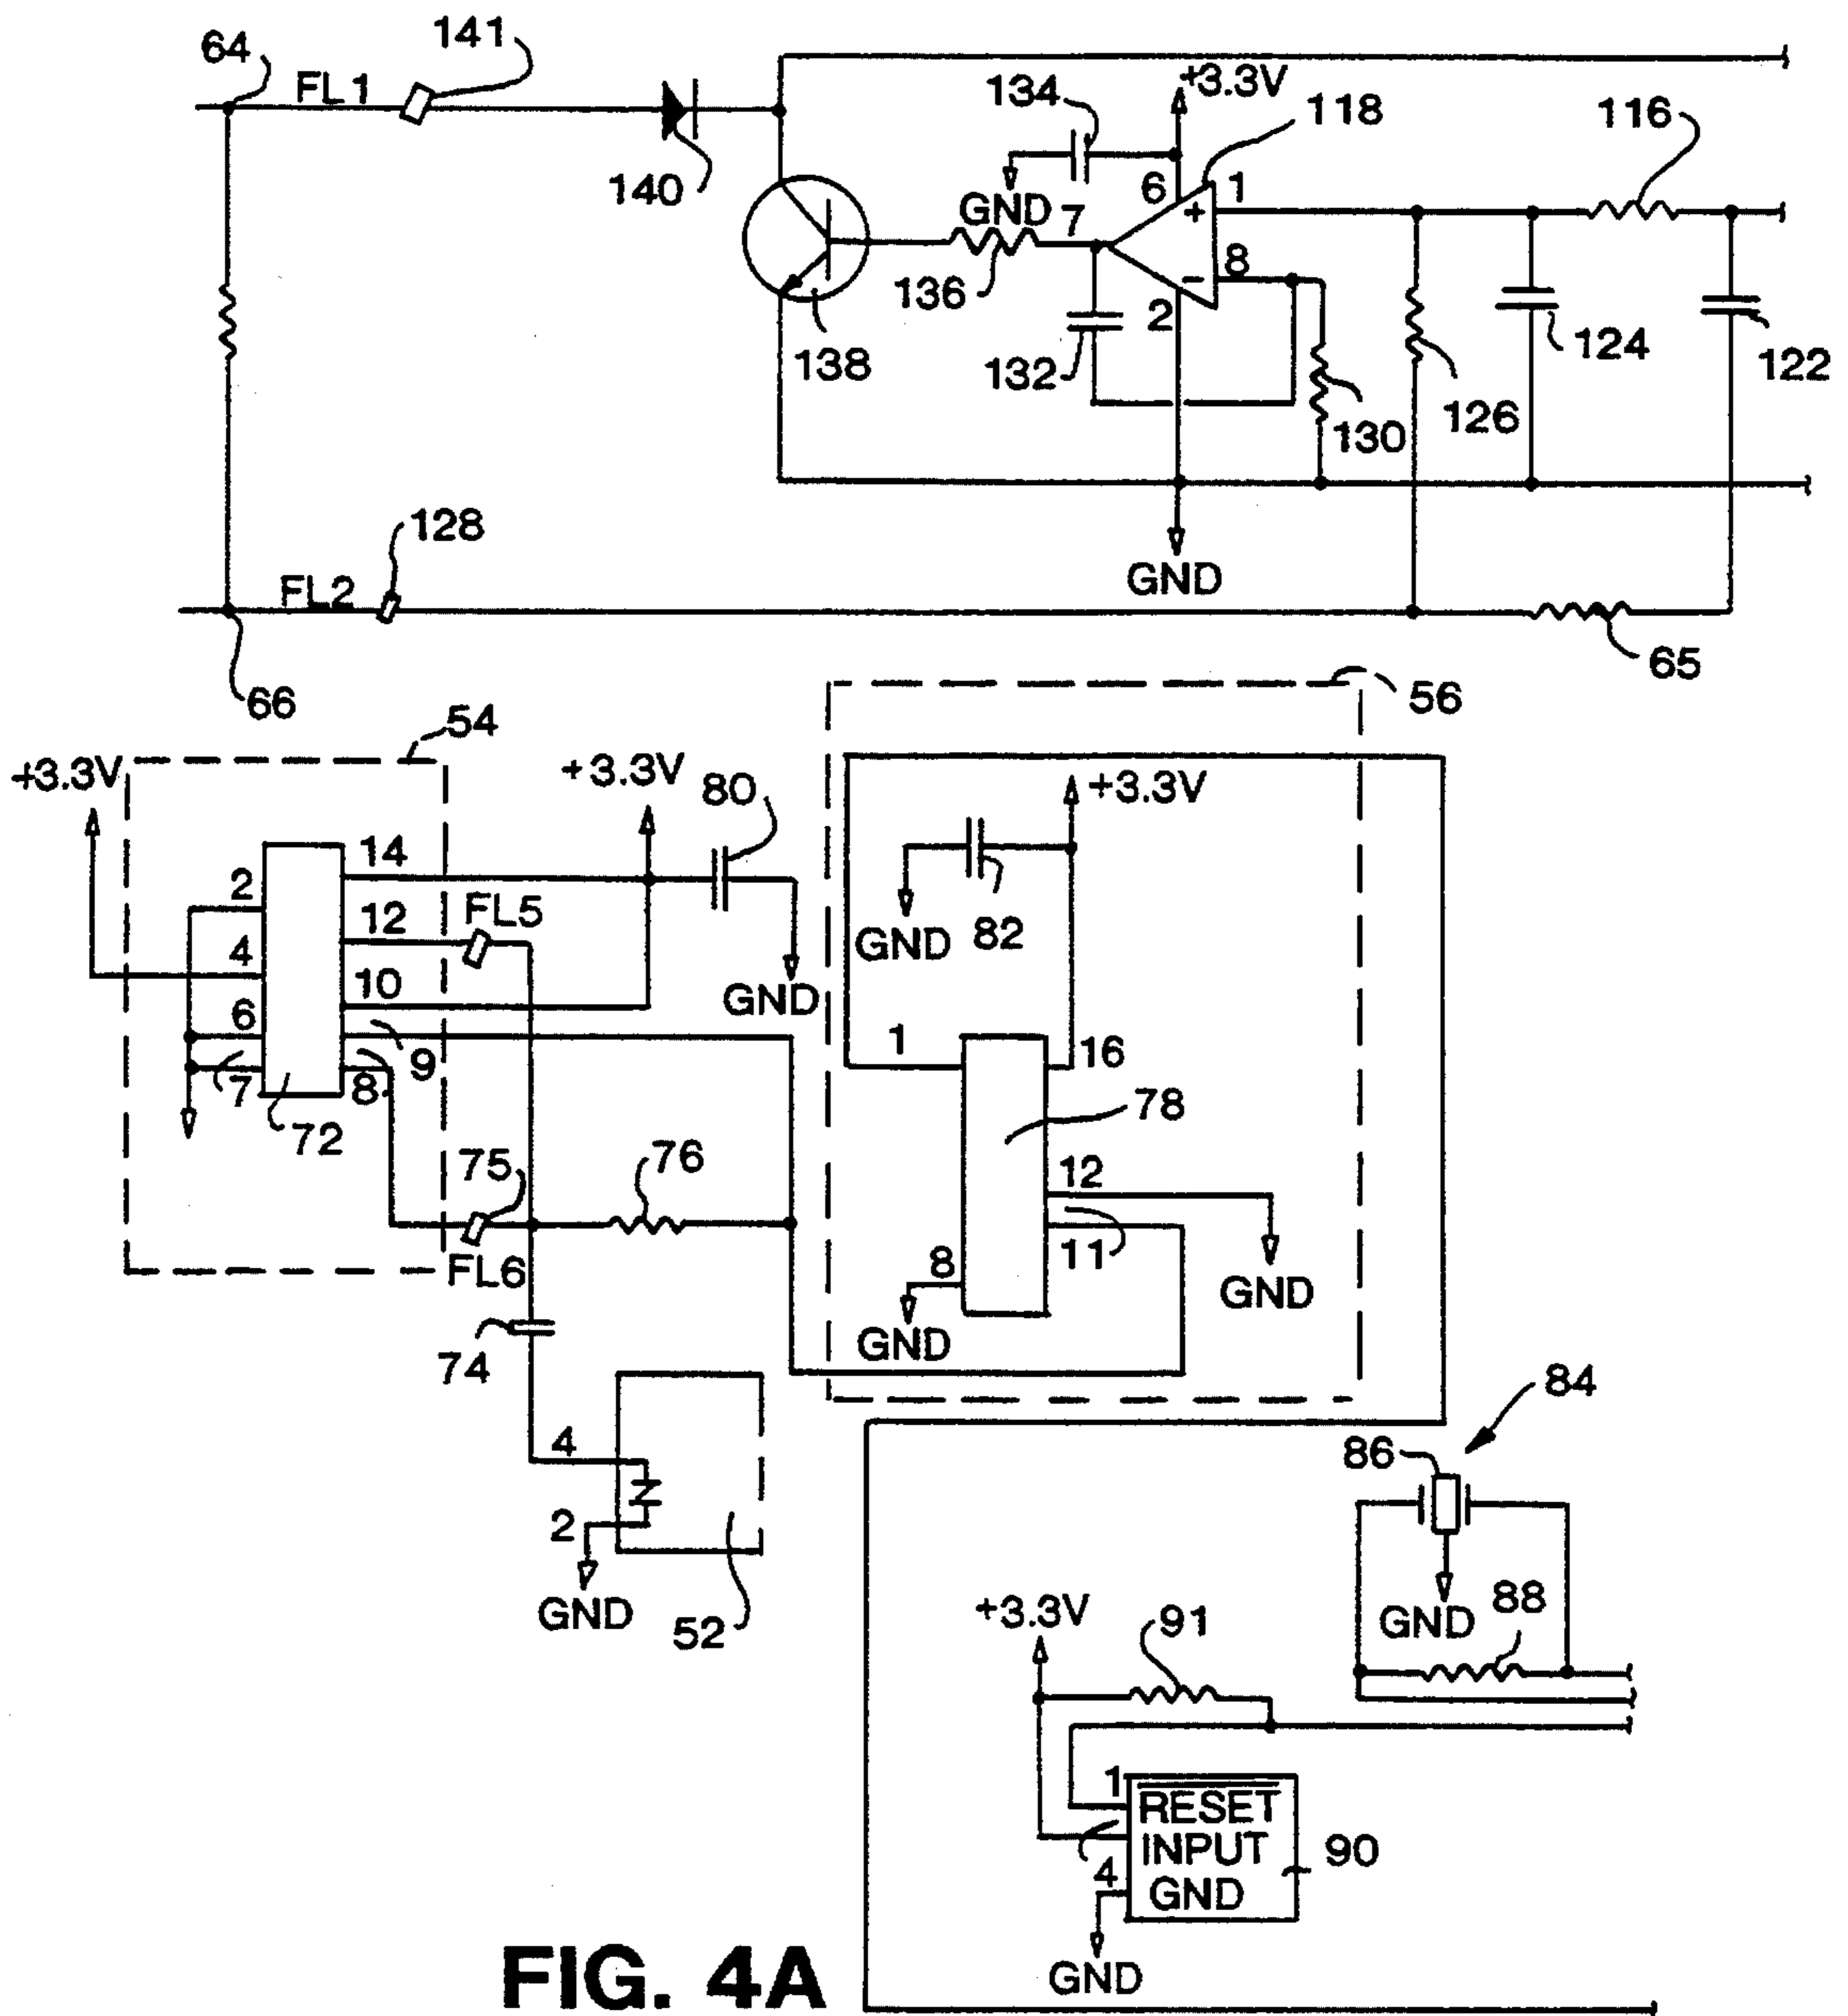 64
141
FL1
140
134
+3.3V
118
116
GND
6
1
7
+
136
−
8
2
138
132
130
126
124
122
GND
128
FL2
66
65
54
56
+3.3V
+3.3V
80
+3.3V
14
2
12
FL5
4
10
GND
82
GND
6
9
7
8
72
1
16
78
75
76
12
11
FL6
8
GND
GND
74
4
2
GND
52
84
86
GND
88
+3.3V
91
1
RESET
INPUT
4
GND
90
GND
FIG. 4A